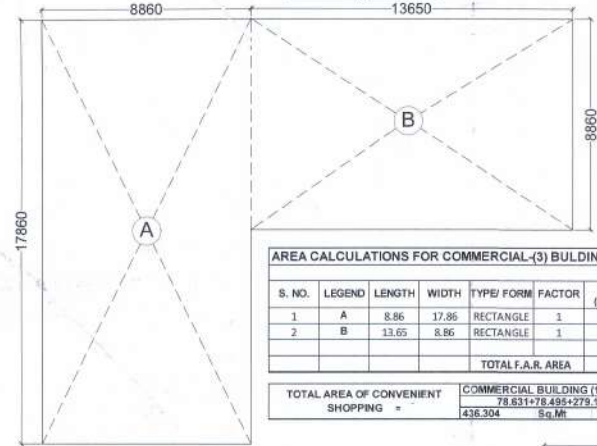 8860 13650
B
8860
17860
A
AREA CALCULATIONS FOR COMMERCIAL-(3) BULDIN
S. NO. LEGEND LENGTH WIDTH TYPE/ FORM FACTOR (
1 A 8.86 17.86 RECTANGLE 1
2 B 13.65 8.86 RECTANGLE 1
TOTAL F.A.R. AREA
TOTAL AREA OF CONVENIENT COMMERCIAL BUILDING (1
SHOPPING = 78.631+78.495+279.1
436.304 Sq.Mt